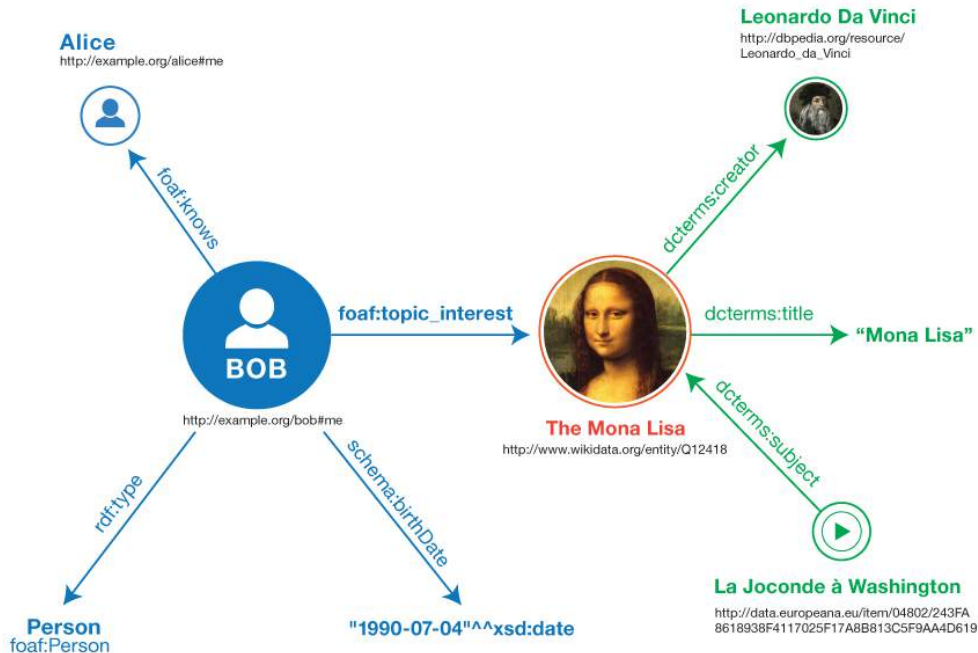 Leonardo Da Vinci
http://dbpedia.org/resource/
Leonardo_da_Vinci
Alice
http://example.org/alice#me
foaf:knows
dcterms:creator
BOB
foaf:topic_interest
dcterms:title
“Mona Lisa”
http://example.org/bob#me
The Mona Lisa
http://www.wikidata.org/entity/Q12418
dcterms:subject
rdf:type
schema:birthDate
La Joconde à Washington
http://data.europeana.eu/item/04802/243FA
8618938F4117025F17A8B813C5F9AA4D619
Person
foaf:Person
"1990-07-04"^^xsd:date